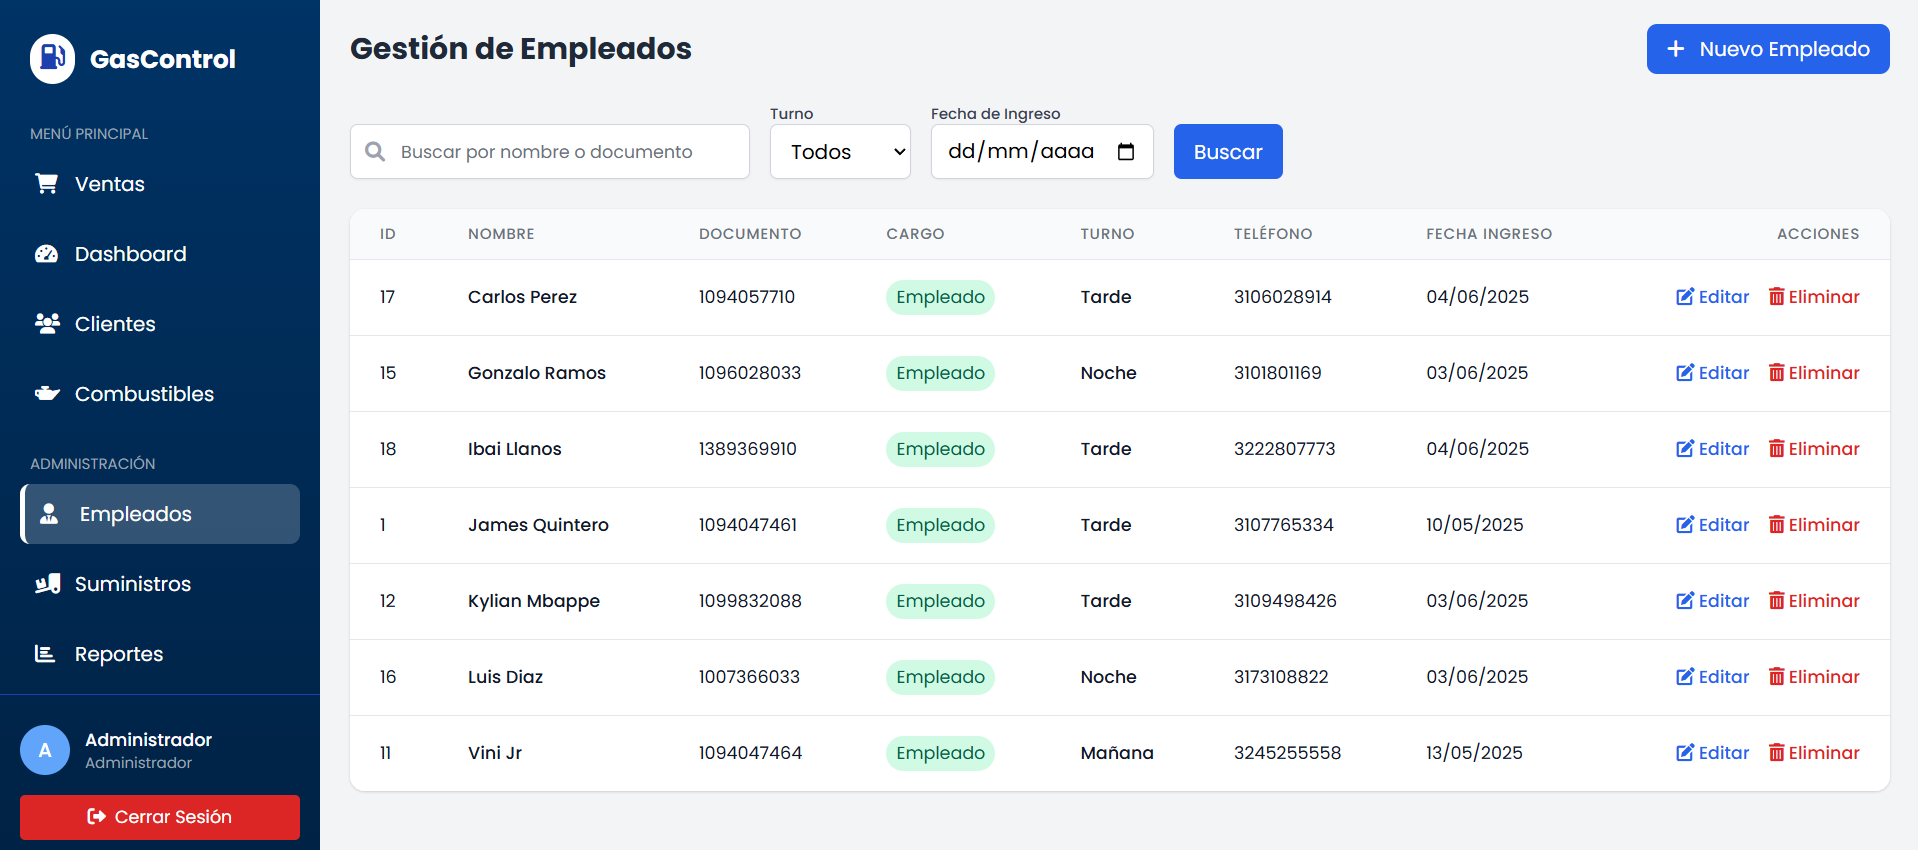 GasControl
MENÚ PRINCIPAL
Ventas
Dashboard
Clientes
Combustibles
ADMINISTRACIÓN
Empleados
Suministros
Reportes
A
Administrador
Administrador
Cerrar Sesión
Gestión de Empleados
+ Nuevo Empleado
Buscar por nombre o documento
Turno
Todos
Fecha de Ingreso
dd/mm/aaaa
Buscar
ID NOMBRE DOCUMENTO CARGO TURNO TELÉFONO FECHA INGRESO ACCIONES
17 Carlos Perez 1094057710 Empleado Tarde 3106028914 04/06/2025 Editar Eliminar
15 Gonzalo Ramos 1096028033 Empleado Noche 3101801169 03/06/2025 Editar Eliminar
18 Ibai Llanos 1389369910 Empleado Tarde 3222807773 04/06/2025 Editar Eliminar
1 James Quintero 1094047461 Empleado Tarde 3107765334 10/05/2025 Editar Eliminar
12 Kylian Mbappe 1099832088 Empleado Tarde 3109498426 03/06/2025 Editar Eliminar
16 Luis Diaz 1007366033 Empleado Noche 3173108822 03/06/2025 Editar Eliminar
11 Vini Jr 1094047464 Empleado Mañana 3245255558 13/05/2025 Editar Eliminar